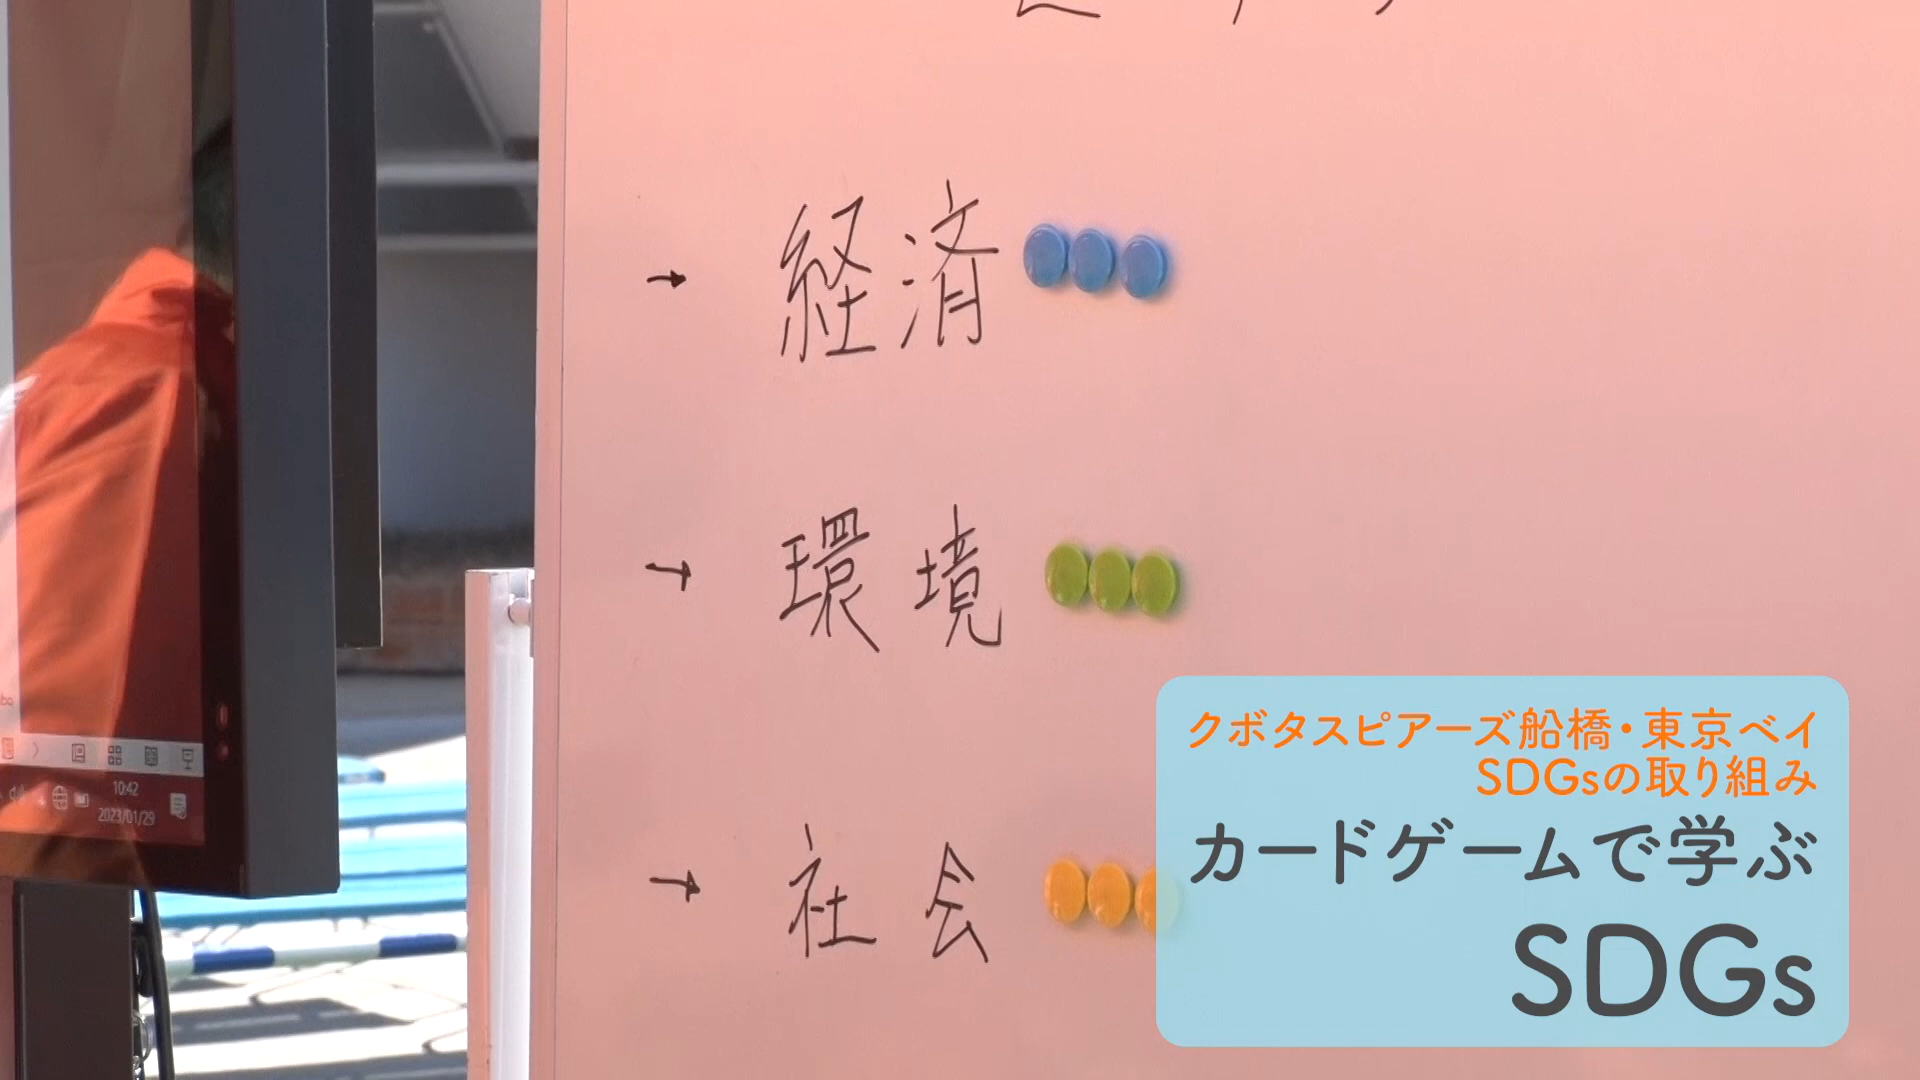 → 経済
→ 環境
→ 社会
10:42
2023/01/29
クボタスピアーズ船橋・東京ベイ
SDGsの取り組み
カードゲームで学ぶ
SDGs